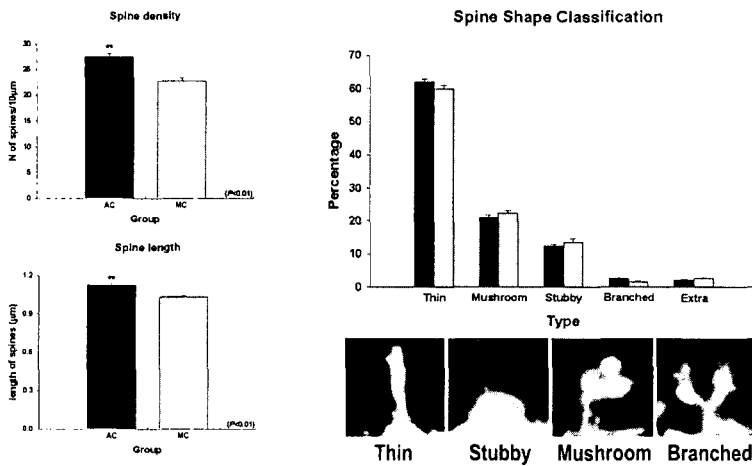 Spine density
N of spines/10µm
30
25
20
15
10
5
0
**
AC
MC
(P<0.01)
Group
Spine length
length of spines (µm)
1.2
0.9
0.6
0.3
0.0
**
AC
MC
(P<0.01)
Group
Spine Shape Classification
Percentage
70
60
50
40
30
20
10
0
Thin Mushroom Stubby Branched Extra
Type
Thin Stubby Mushroom Branched